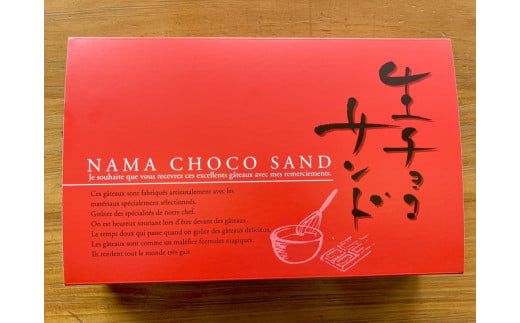 生チョコ
サンド
NAMA CHOCO SAND
Je souhaite que vous recevrez ces excellents gâteaux avec mes remerciements.
Ces gâteaux sont fabriqués artisanalement avec les
matériaux spécialement sélectionnés.
Goûtez des spécialités de notre chef.
On est heureux souriant lors d'être devant des gâteaux
Le temps doux qui passe quand on goûte des gâteaux delicieux.
Les gâteaux sont comme un maléfice formules magiques.
Ils rendent tout le monde très gais